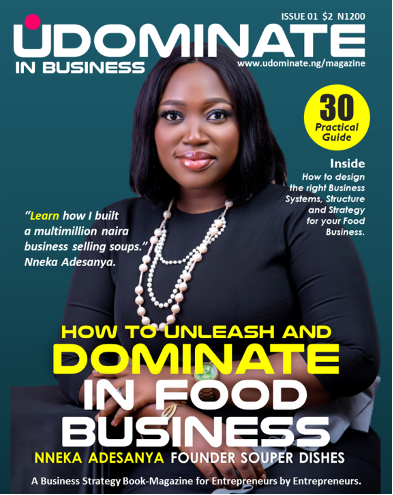 ISSUE 01 $2 N1200
UDOMINATE
IN BUSINESS
www.udominate.ng/magazine
30
Practical
Guide
Inside
How to design
the right Business
Systems, Structure
and Strategy
for your Food
Business.
“Learn how I built
a multimillion naira
business selling soups.”
Nneka Adesanya.
HOW TO UNLEASH AND
DOMINATE
IN FOOD
BUSINESS
NNEKA ADESANYA FOUNDER SOUPER DISHES
A Business Strategy Book-Magazine for Entrepreneurs by Entrepreneurs.